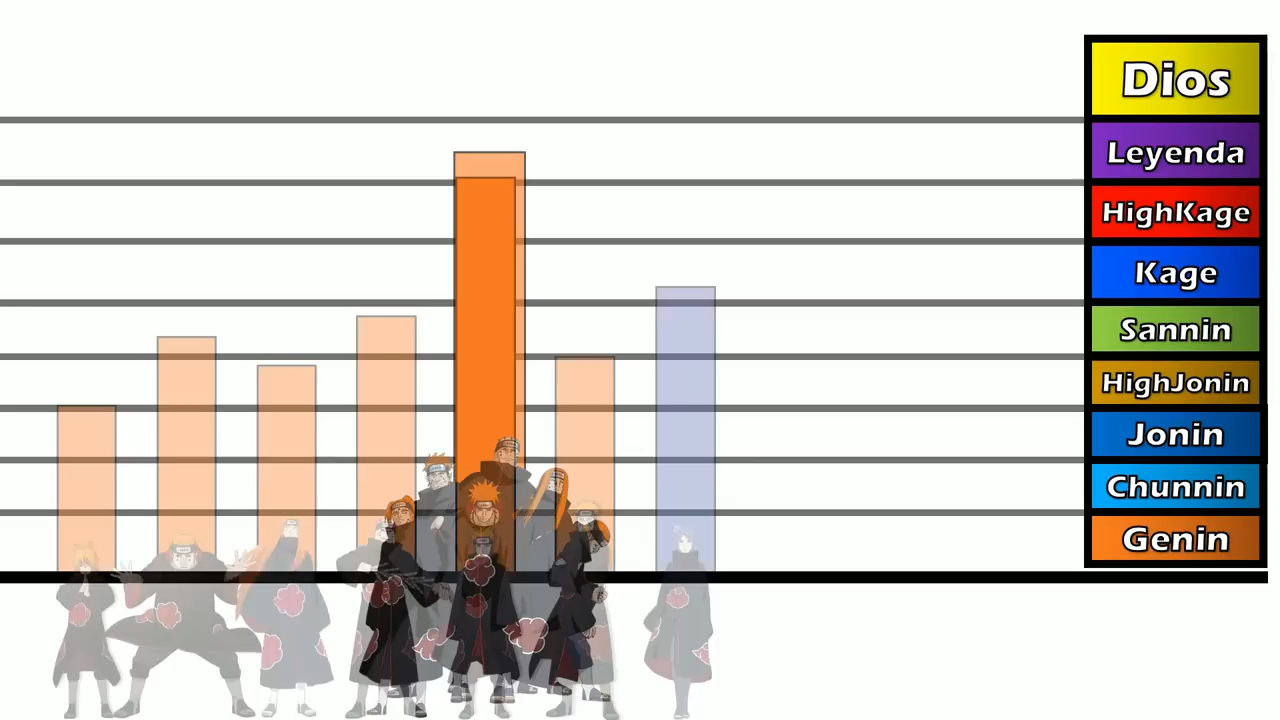 Dios
Leyenda
HighKage
Kage
Sannin
HighJonin
Jonin
Chunnin
Genin